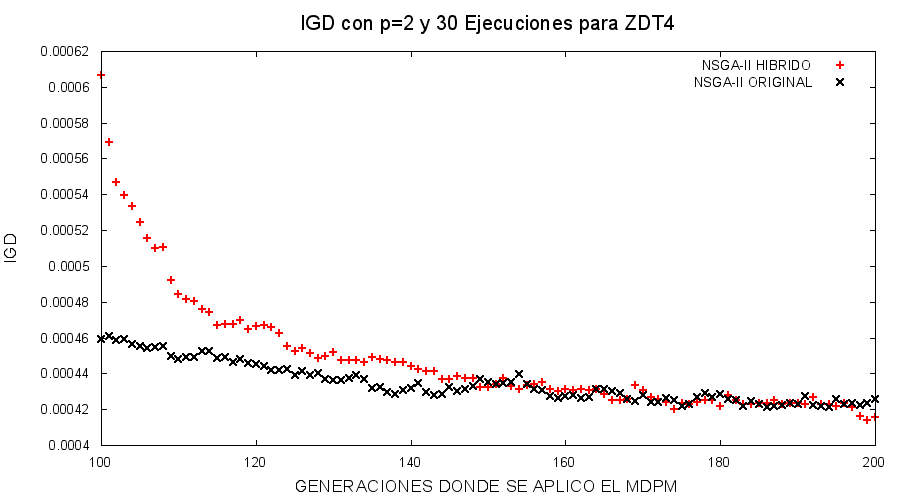 IGD con p=2 y 30 Ejecuciones para ZDT4
NSGA-II HIBRIDO
NSGA-II ORIGINAL
IGD
0.00062
0.0006
0.00058
0.00056
0.00054
0.00052
0.0005
0.00048
0.00046
0.00044
0.00042
0.0004
100 120 140 160 180 200
GENERACIONES DONDE SE APLICO EL MDPM